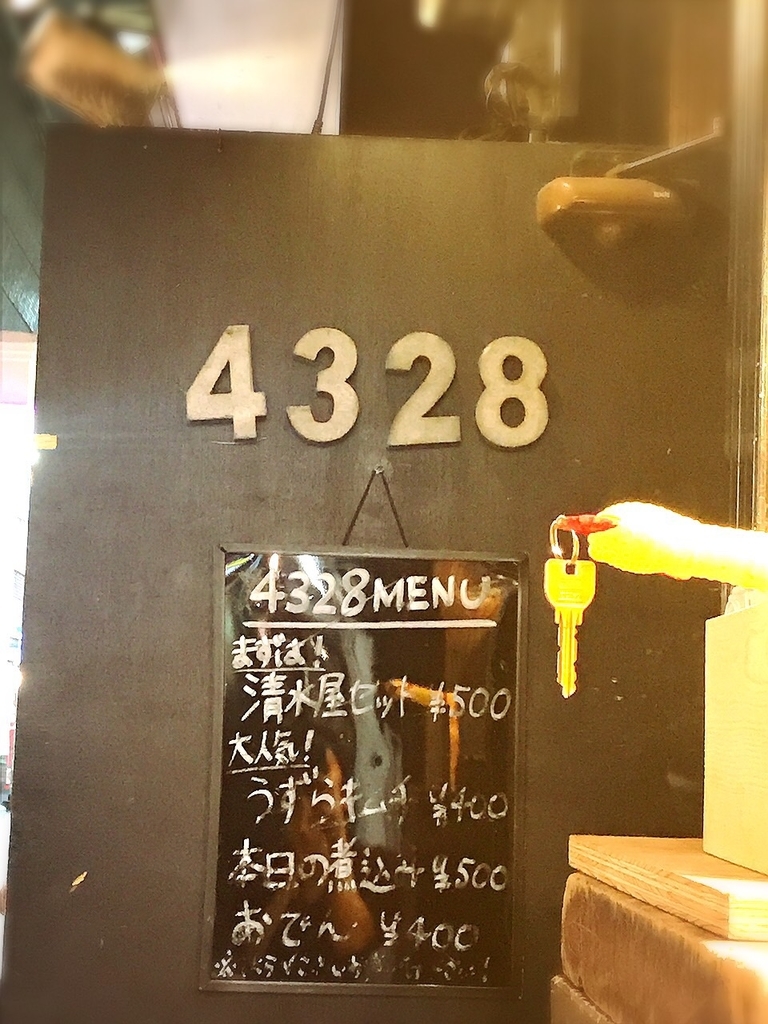 4328
4328MENU
まずは!
清水屋セット ¥500
大人気!
うずらキムチ ¥400
本日の煮込み ¥500
おでん ¥400